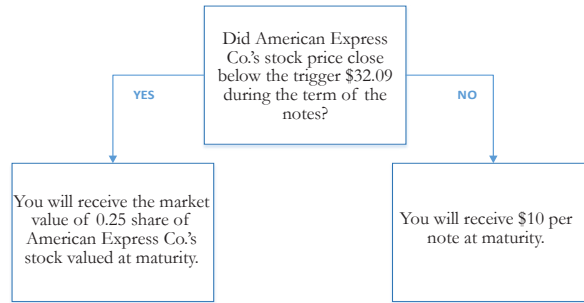 Did American Express
Co.'s stock price close
below the trigger $32.09
during the term of the
notes?
YES
NO
You will receive the market
value of 0.25 share of
American Express Co.'s
stock valued at maturity.
You will receive $10 per
note at maturity.